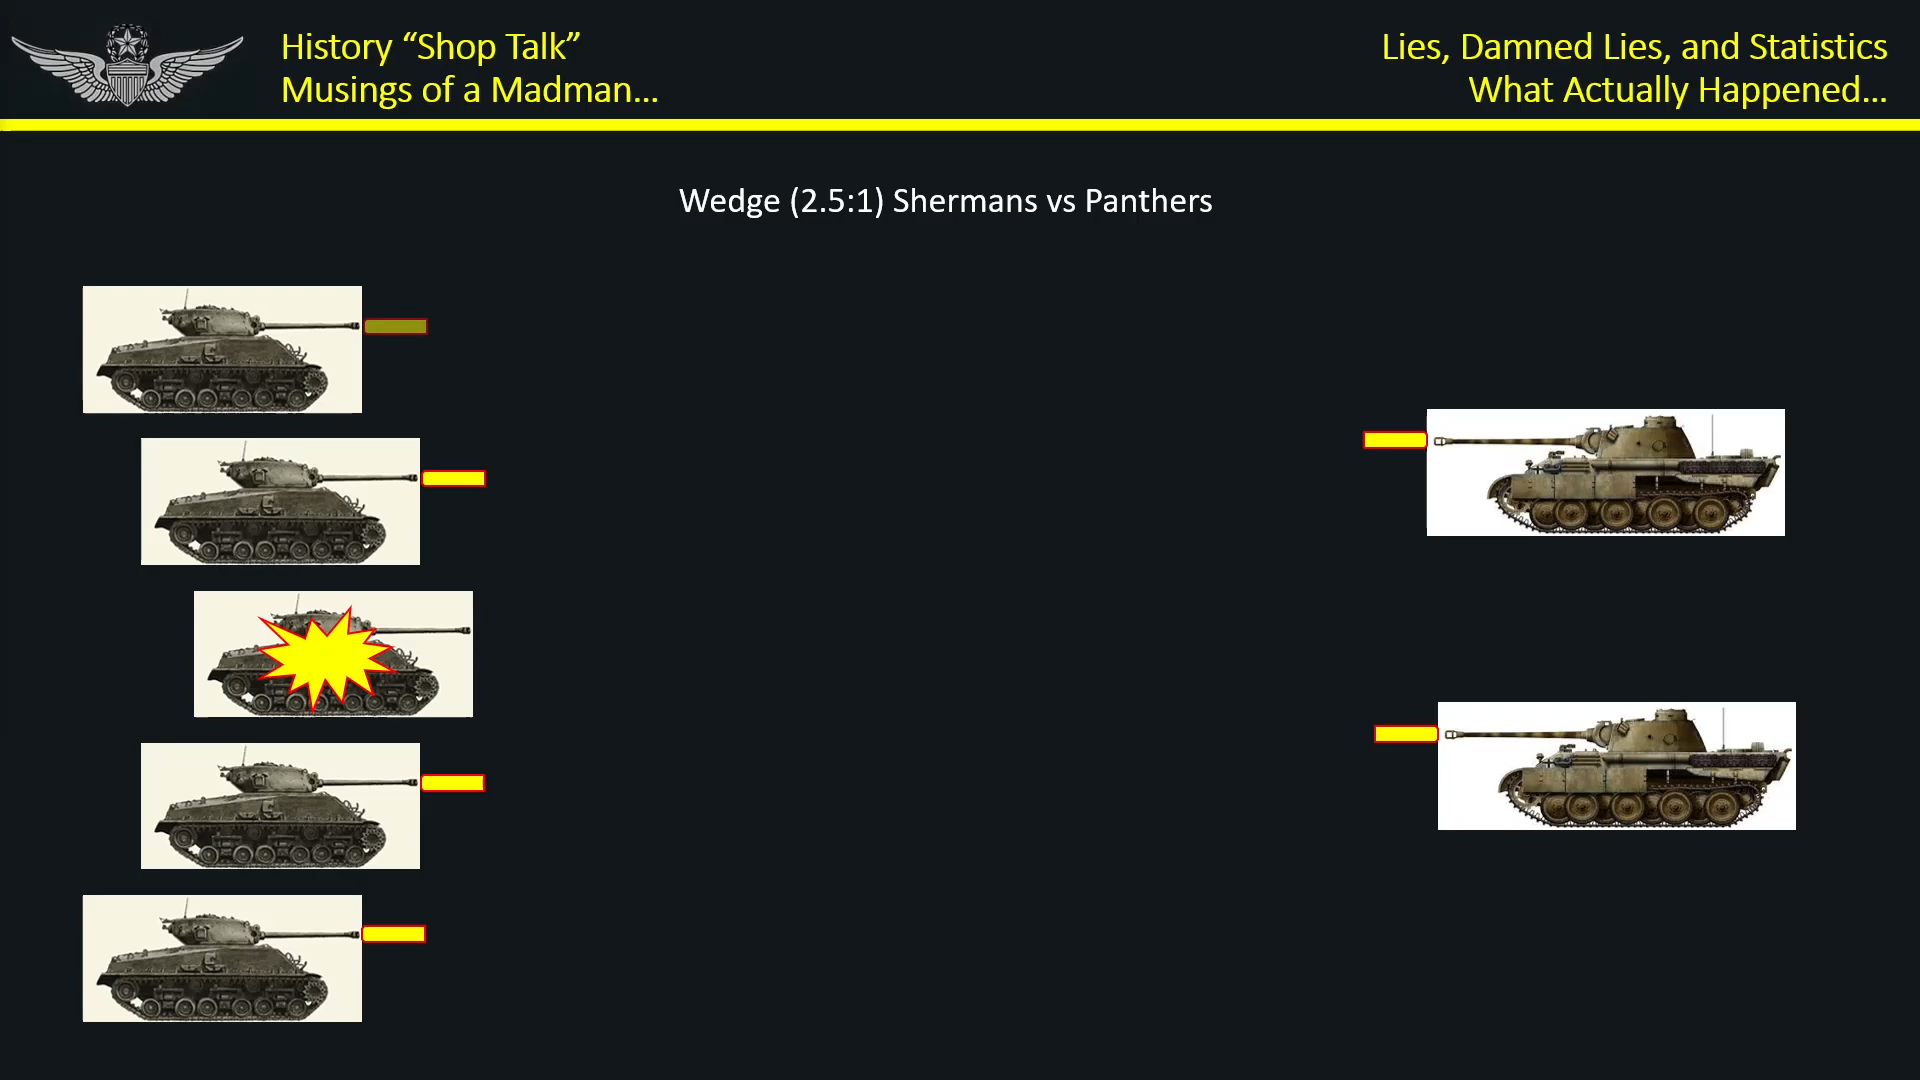 History “Shop Talk”
Musings of a Madman…
Lies, Damned Lies, and Statistics
What Actually Happened…
Wedge (2.5:1) Shermans vs Panthers